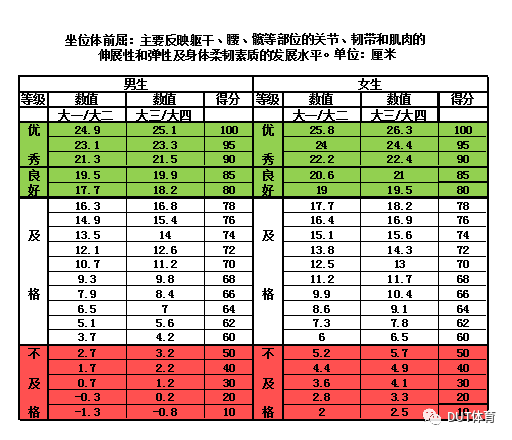 坐位体前屈：主要反映躯干、腰、髋等部位的关节、韧带和肌肉的
伸展性和弹性及身体柔韧素质的发展水平。单位：厘米
男生 女生
等级 数值 数值 得分 等级 数值 数值 得分
大一/大二 大三/大四 大一/大二 大三/大四
优 24.9 25.1 100 优 25.8 26.3 100
23.1 23.3 95 24 24.4 95
秀 21.3 21.5 90 秀 22.2 22.4 90
良 19.5 19.9 85 良 20.6 21 85
好 17.7 18.2 80 好 19 19.5 80
16.3 16.8 78 17.7 18.2 78
14.9 15.4 76 16.4 16.9 76
及 13.5 14 74 及 15.1 15.6 74
12.1 12.6 72 13.8 14.3 72
10.7 11.2 70 12.5 13 70
9.3 9.8 68 11.2 11.7 68
格 7.9 8.4 66 格 9.9 10.4 66
6.5 7 64 8.6 9.1 64
5.1 5.6 62 7.3 7.8 62
3.7 4.2 60 6 6.5 60
不 2.7 3.2 50 不 5.2 5.7 50
1.7 2.2 40 4.4 4.9 40
及 0.7 1.2 30 及 3.6 4.1 30
-0.3 0.2 20 2.8 3.3 20
格 -1.3 -0.8 10 格 2 2.5 10
DUT体育